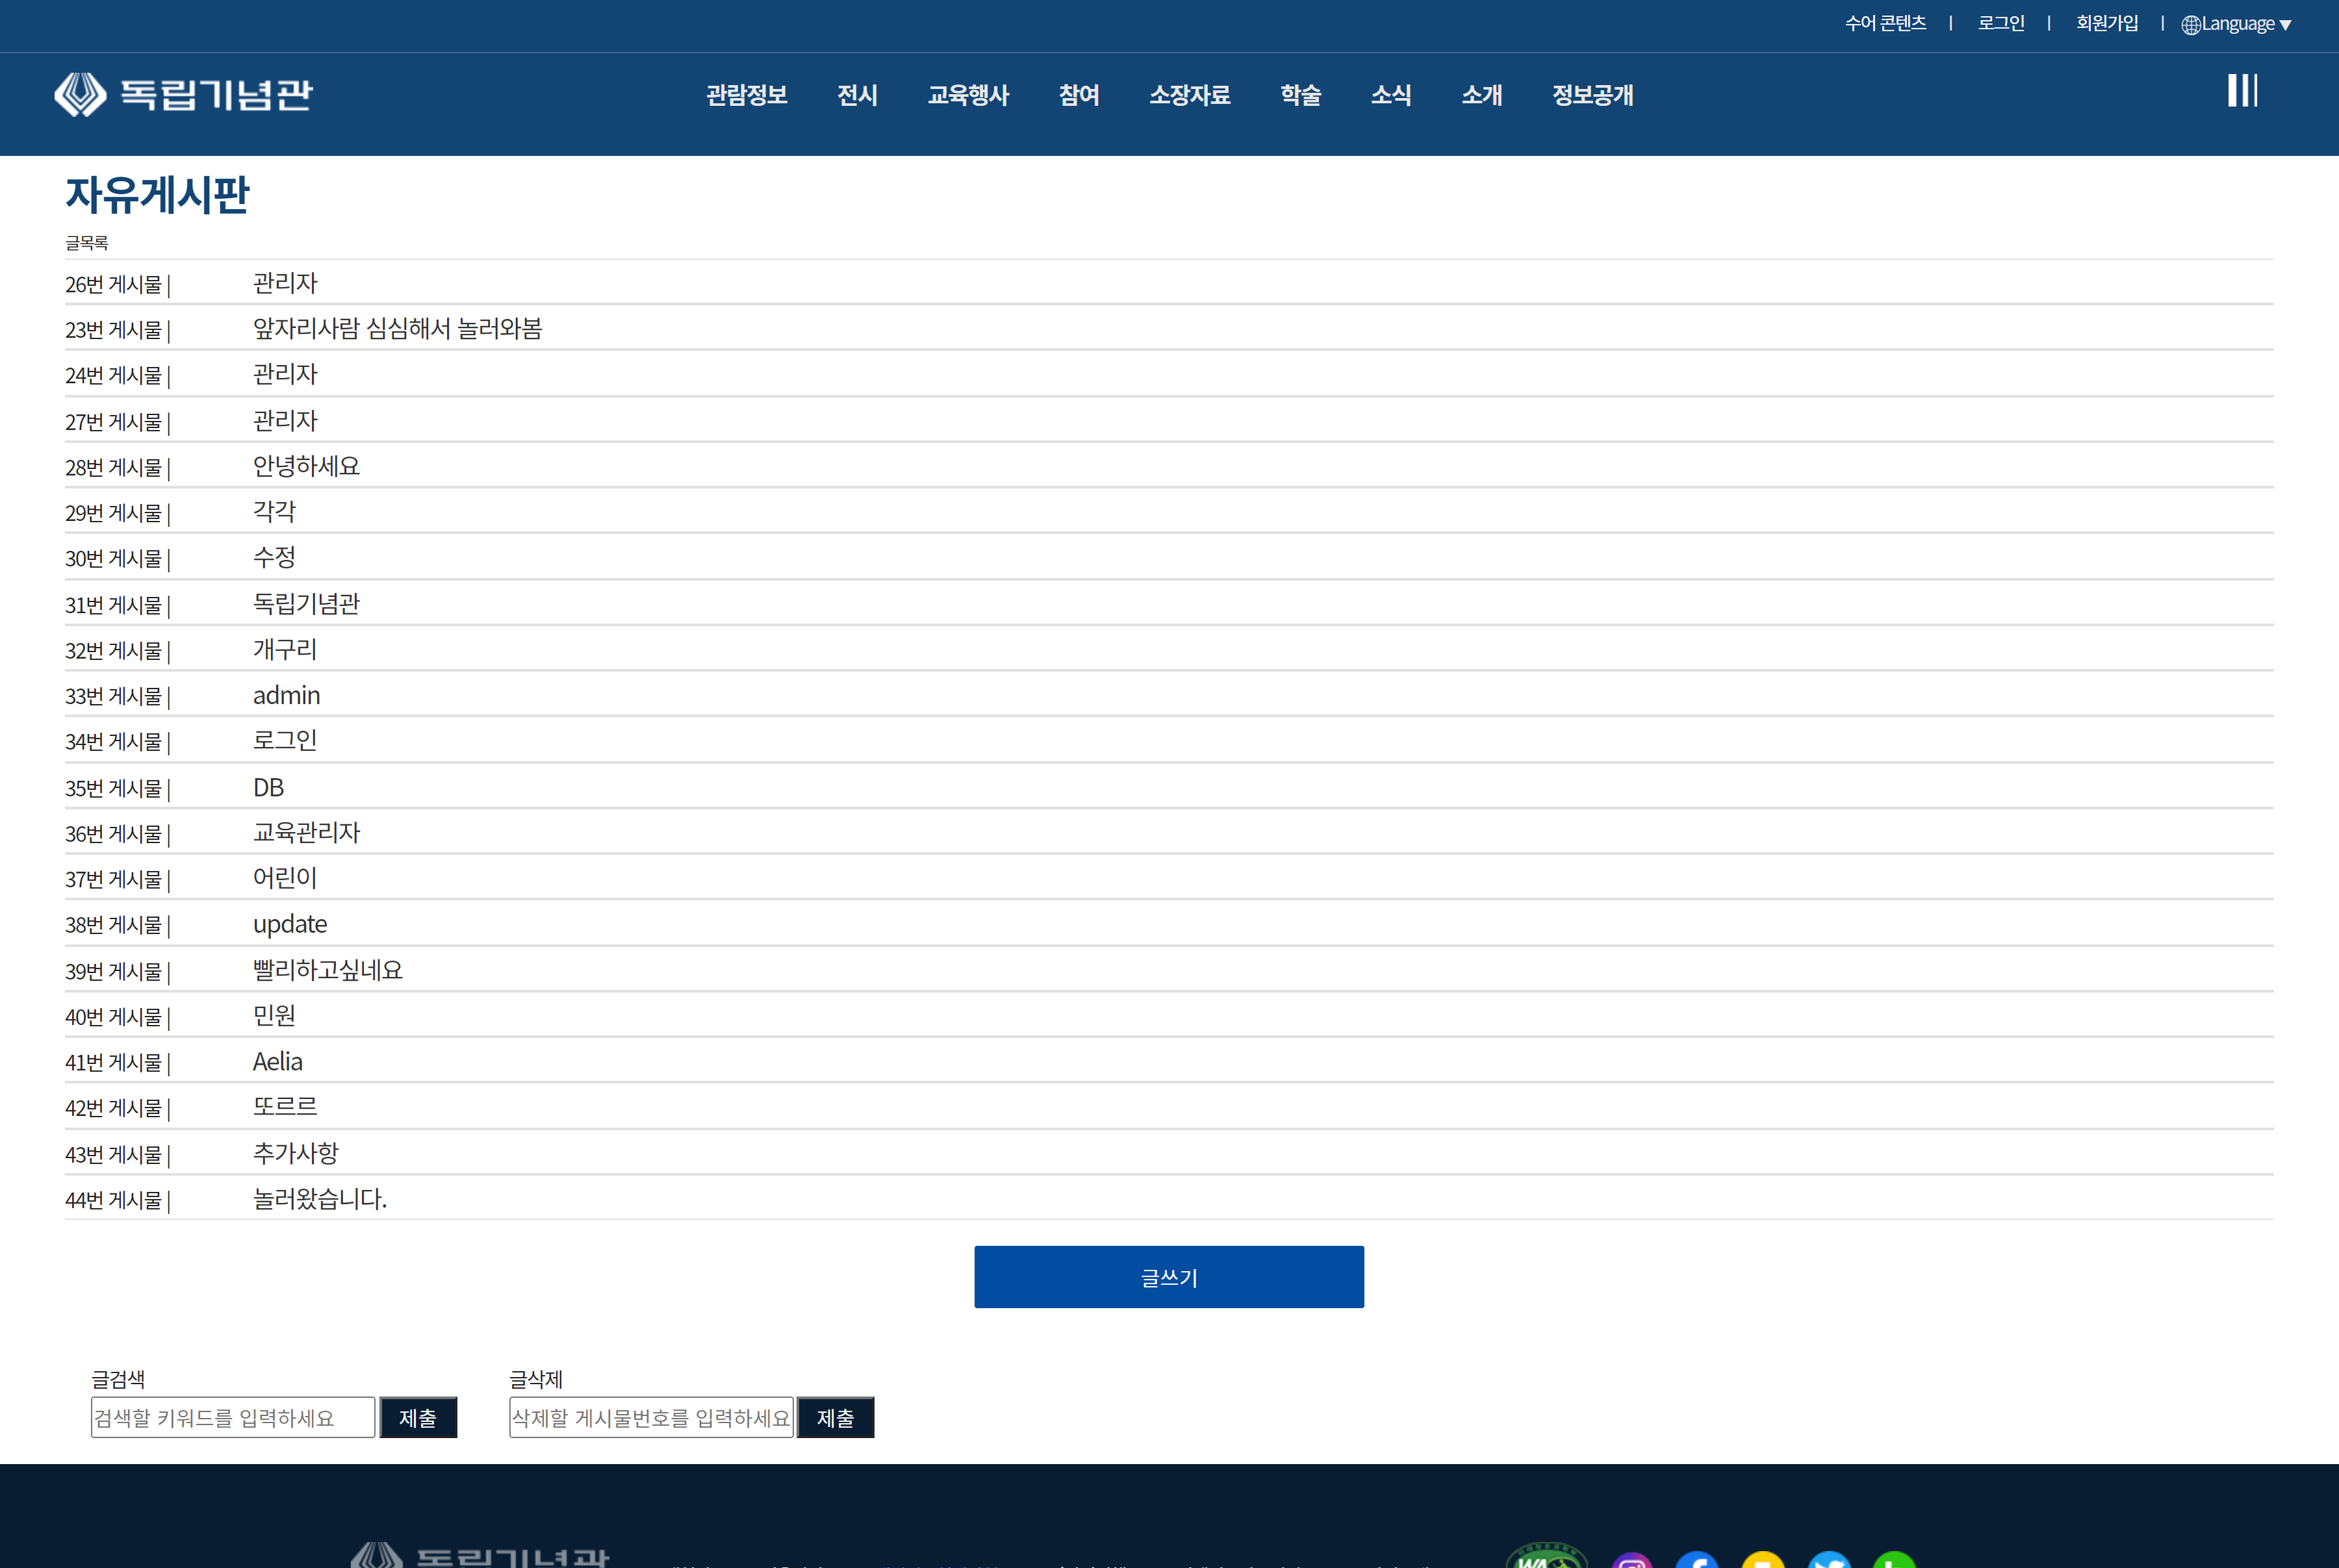 수어 콘텐츠 | 로그인 | 회원가입 | Language ▼
독립기념관
관람정보 전시 교육행사 참여 소장자료 학술 소식 소개 정보공개
자유게시판
글목록
26번 게시물 | 관리자
23번 게시물 | 앞자리사람 심심해서 놀러와봄
24번 게시물 | 관리자
27번 게시물 | 관리자
28번 게시물 | 안녕하세요
29번 게시물 | 각각
30번 게시물 | 수정
31번 게시물 | 독립기념관
32번 게시물 | 개구리
33번 게시물 | admin
34번 게시물 | 로그인
35번 게시물 | DB
36번 게시물 | 교육관리자
37번 게시물 | 어린이
38번 게시물 | update
39번 게시물 | 빨리하고싶네요
40번 게시물 | 민원
41번 게시물 | Aelia
42번 게시물 | 또르르
43번 게시물 | 추가사항
44번 게시물 | 놀러왔습니다.
글쓰기
글검색 글삭제
검색할 키워드를 입력하세요 제출 삭제할 게시물번호를 입력하세요 제출
독립기념관 WA